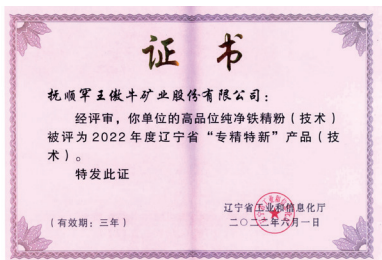 证书
抚顺罕王傲牛矿业股份有限公司：
经评审，你单位的高品位纯净铁精粉（技术）
被评为2022年度辽宁省“专精特新”产品（技
术）。
特发此证
辽宁省工业和信息化厅
（有效期：三年）
二〇二二年六月一日